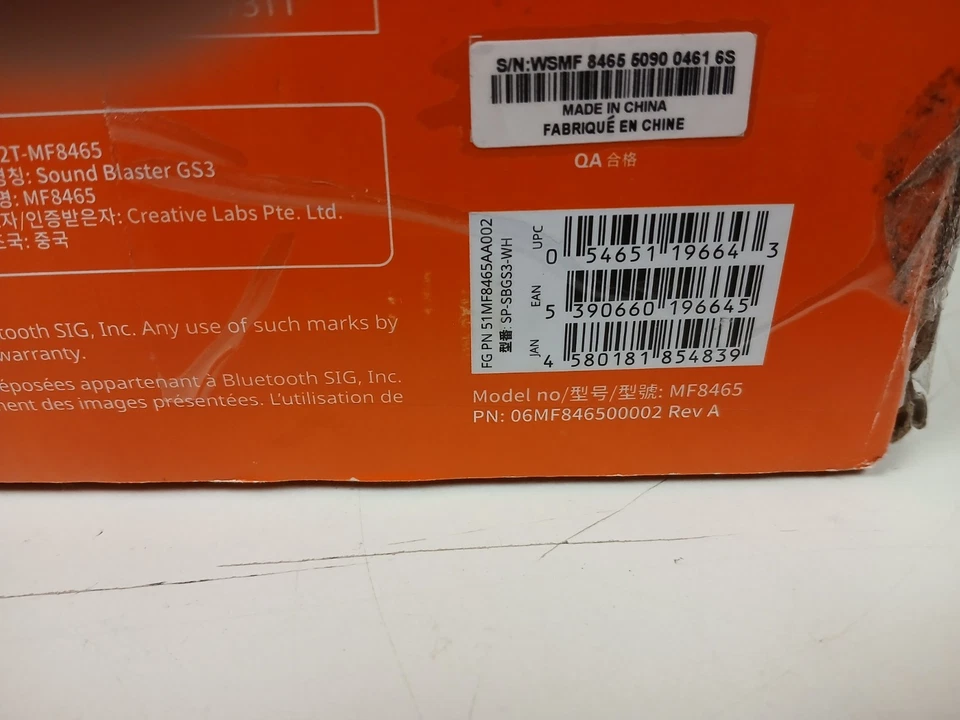 2T-MF8465
명칭: Sound Blaster GS3
명: MF8465
자/인증받은자: Creative Labs Pte. Ltd.
조국: 중국
tooth SIG, Inc. Any use of such marks by
warranty.
éposées appartenant à Bluetooth SIG, Inc.
ment des images présentées. L'utilisation de
S/N:WSMF 8465 5090 0461 6S
MADE IN CHINA
FABRIQUÉ EN CHINE
QA 合格
FG PN 51MF8465AA002
型番: SP-SBGS3-WH
UPC
0 54651 19664 3
EAN
5 390660 196645
JAN
4 580181 854839
Model no/型号/型號: MF8465
PN: 06MF846500002 Rev A